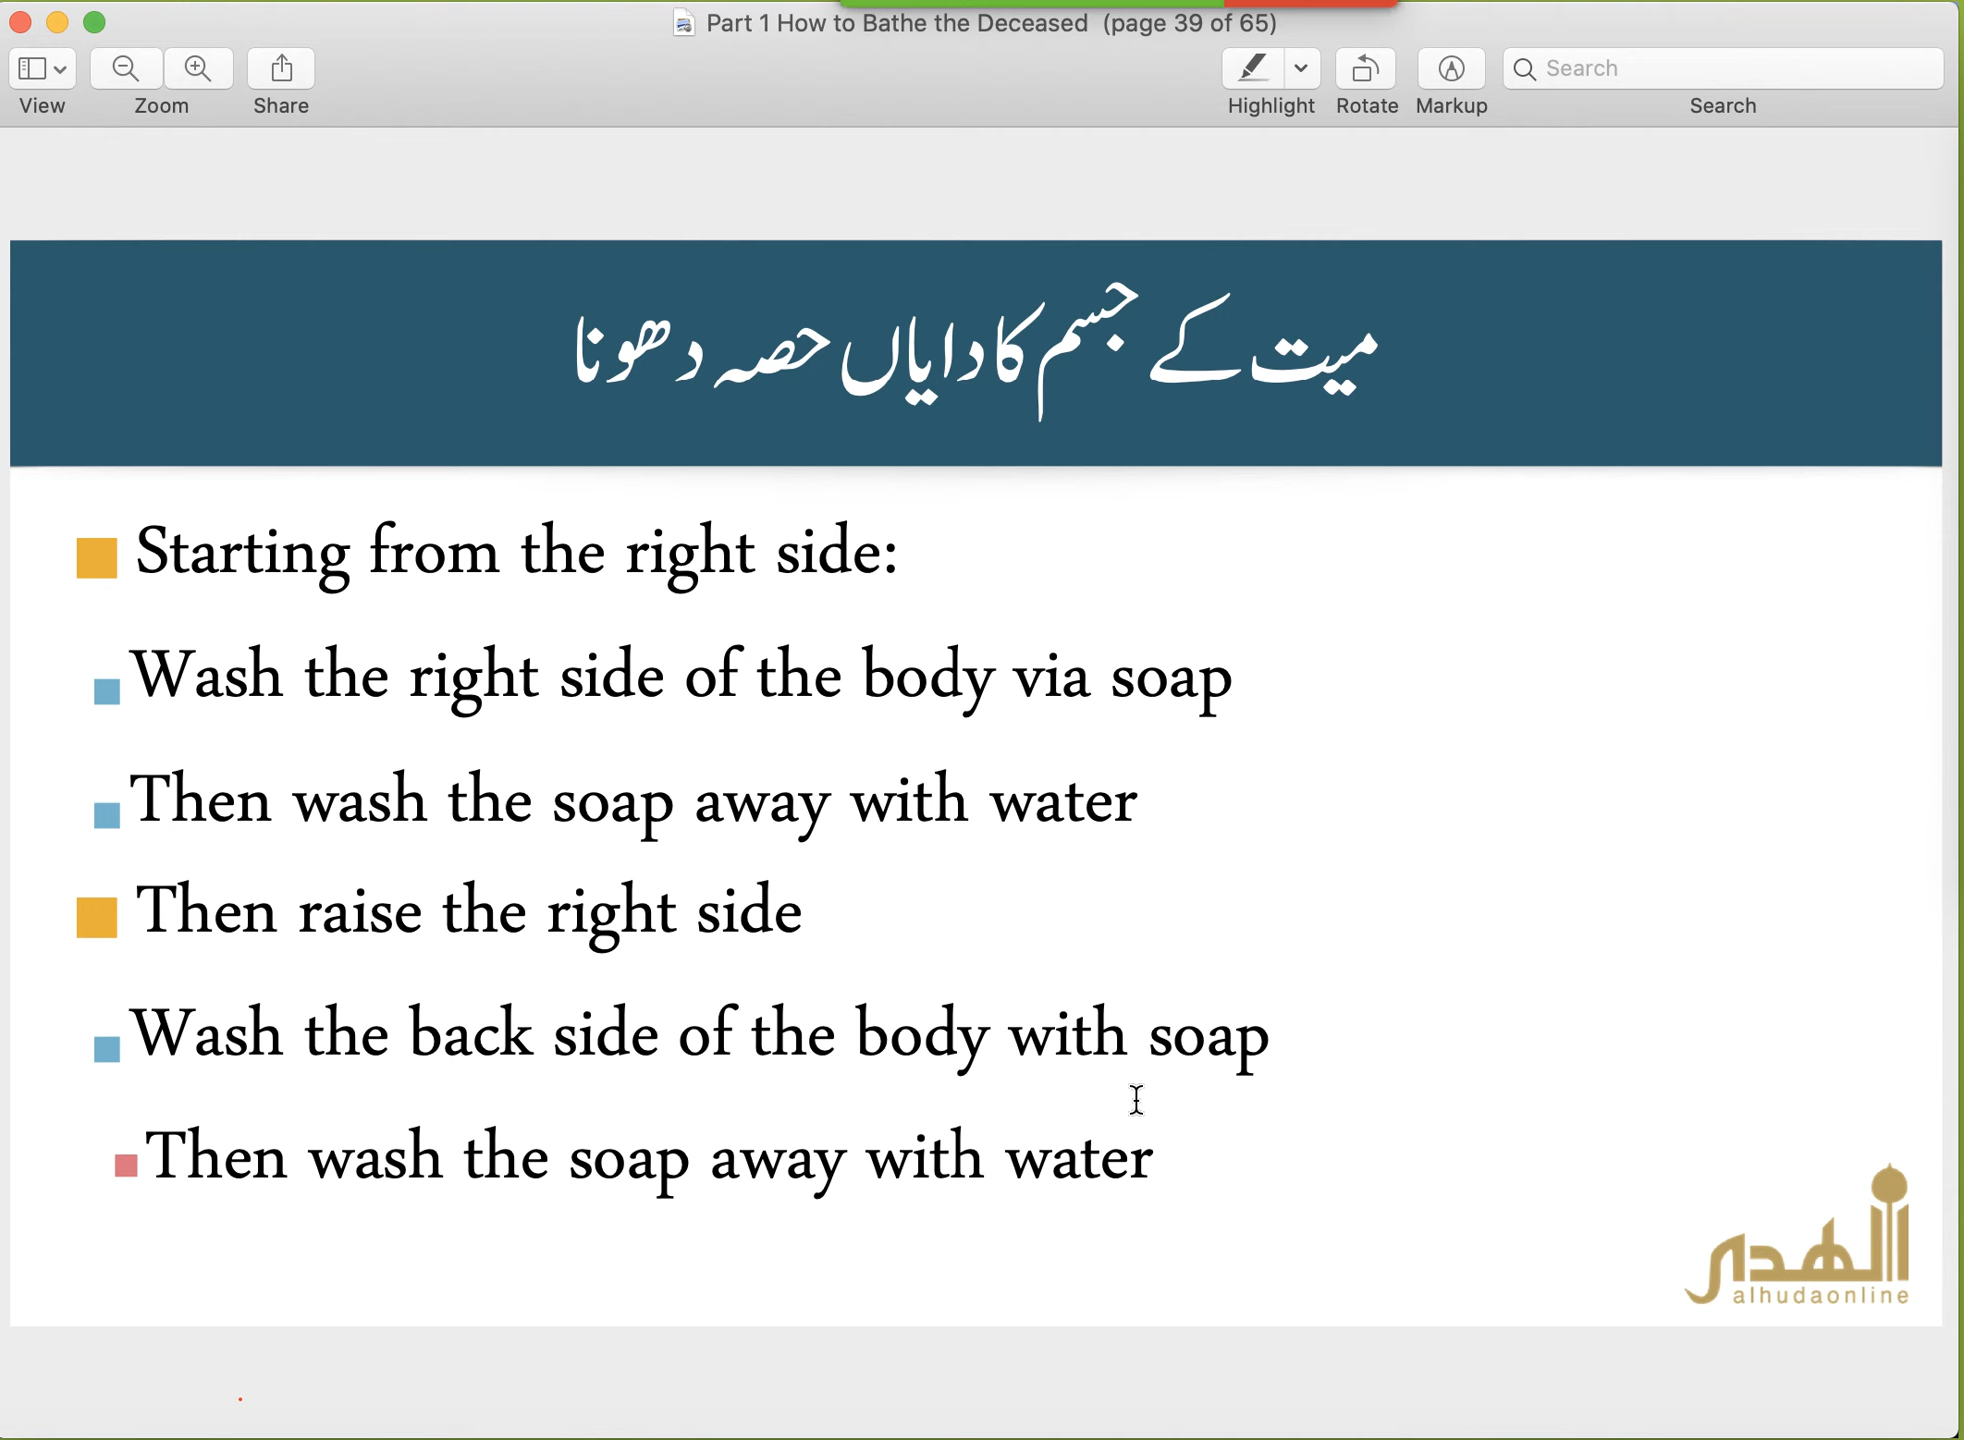 Part 1 How to Bathe the Deceased (page 39 of 65)
View
Zoom
Share
Highlight
Rotate
Markup
Search
Search
میت کے جسم کا دایاں حصہ دھونا
Starting from the right side:
Wash the right side of the body via soap
Then wash the soap away with water
Then raise the right side
Wash the back side of the body with soap
Then wash the soap away with water
الهدى
alhudaonline